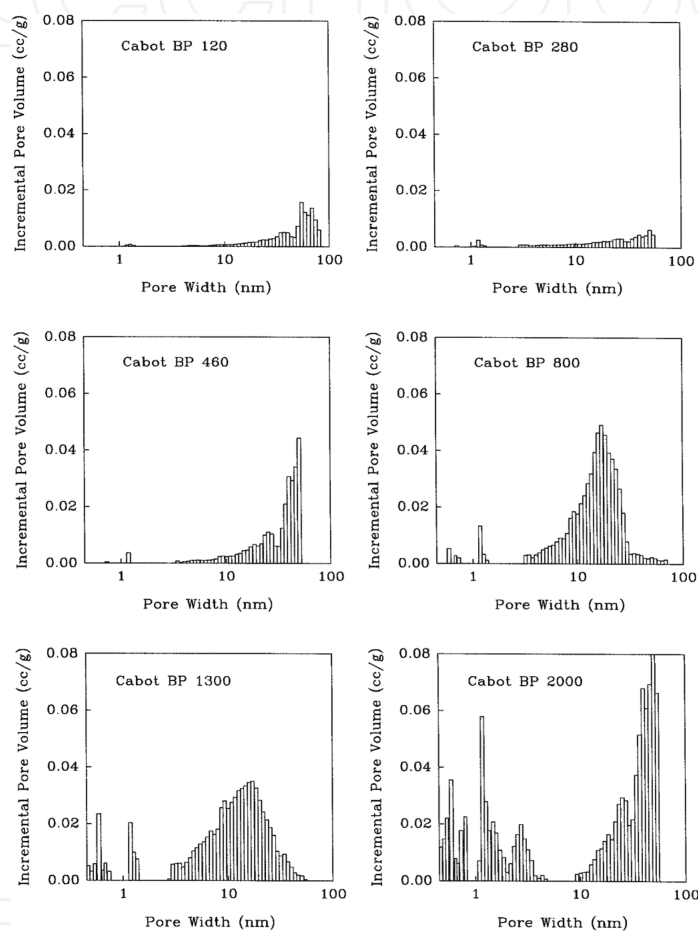 Incremental Pore Volume (cc/g)
0.08
0.06
0.04
0.02
0.00
Cabot BP 120
1
10
100
Pore Width (nm)
Incremental Pore Volume (cc/g)
0.08
0.06
0.04
0.02
0.00
Cabot BP 280
1
10
100
Pore Width (nm)
Incremental Pore Volume (cc/g)
0.08
0.06
0.04
0.02
0.00
Cabot BP 460
1
10
100
Pore Width (nm)
Incremental Pore Volume (cc/g)
0.08
0.06
0.04
0.02
0.00
Cabot BP 800
1
10
100
Pore Width (nm)
Incremental Pore Volume (cc/g)
0.08
0.06
0.04
0.02
0.00
Cabot BP 1300
1
10
100
Pore Width (nm)
Incremental Pore Volume (cc/g)
0.08
0.06
0.04
0.02
0.00
Cabot BP 2000
1
10
100
Pore Width (nm)